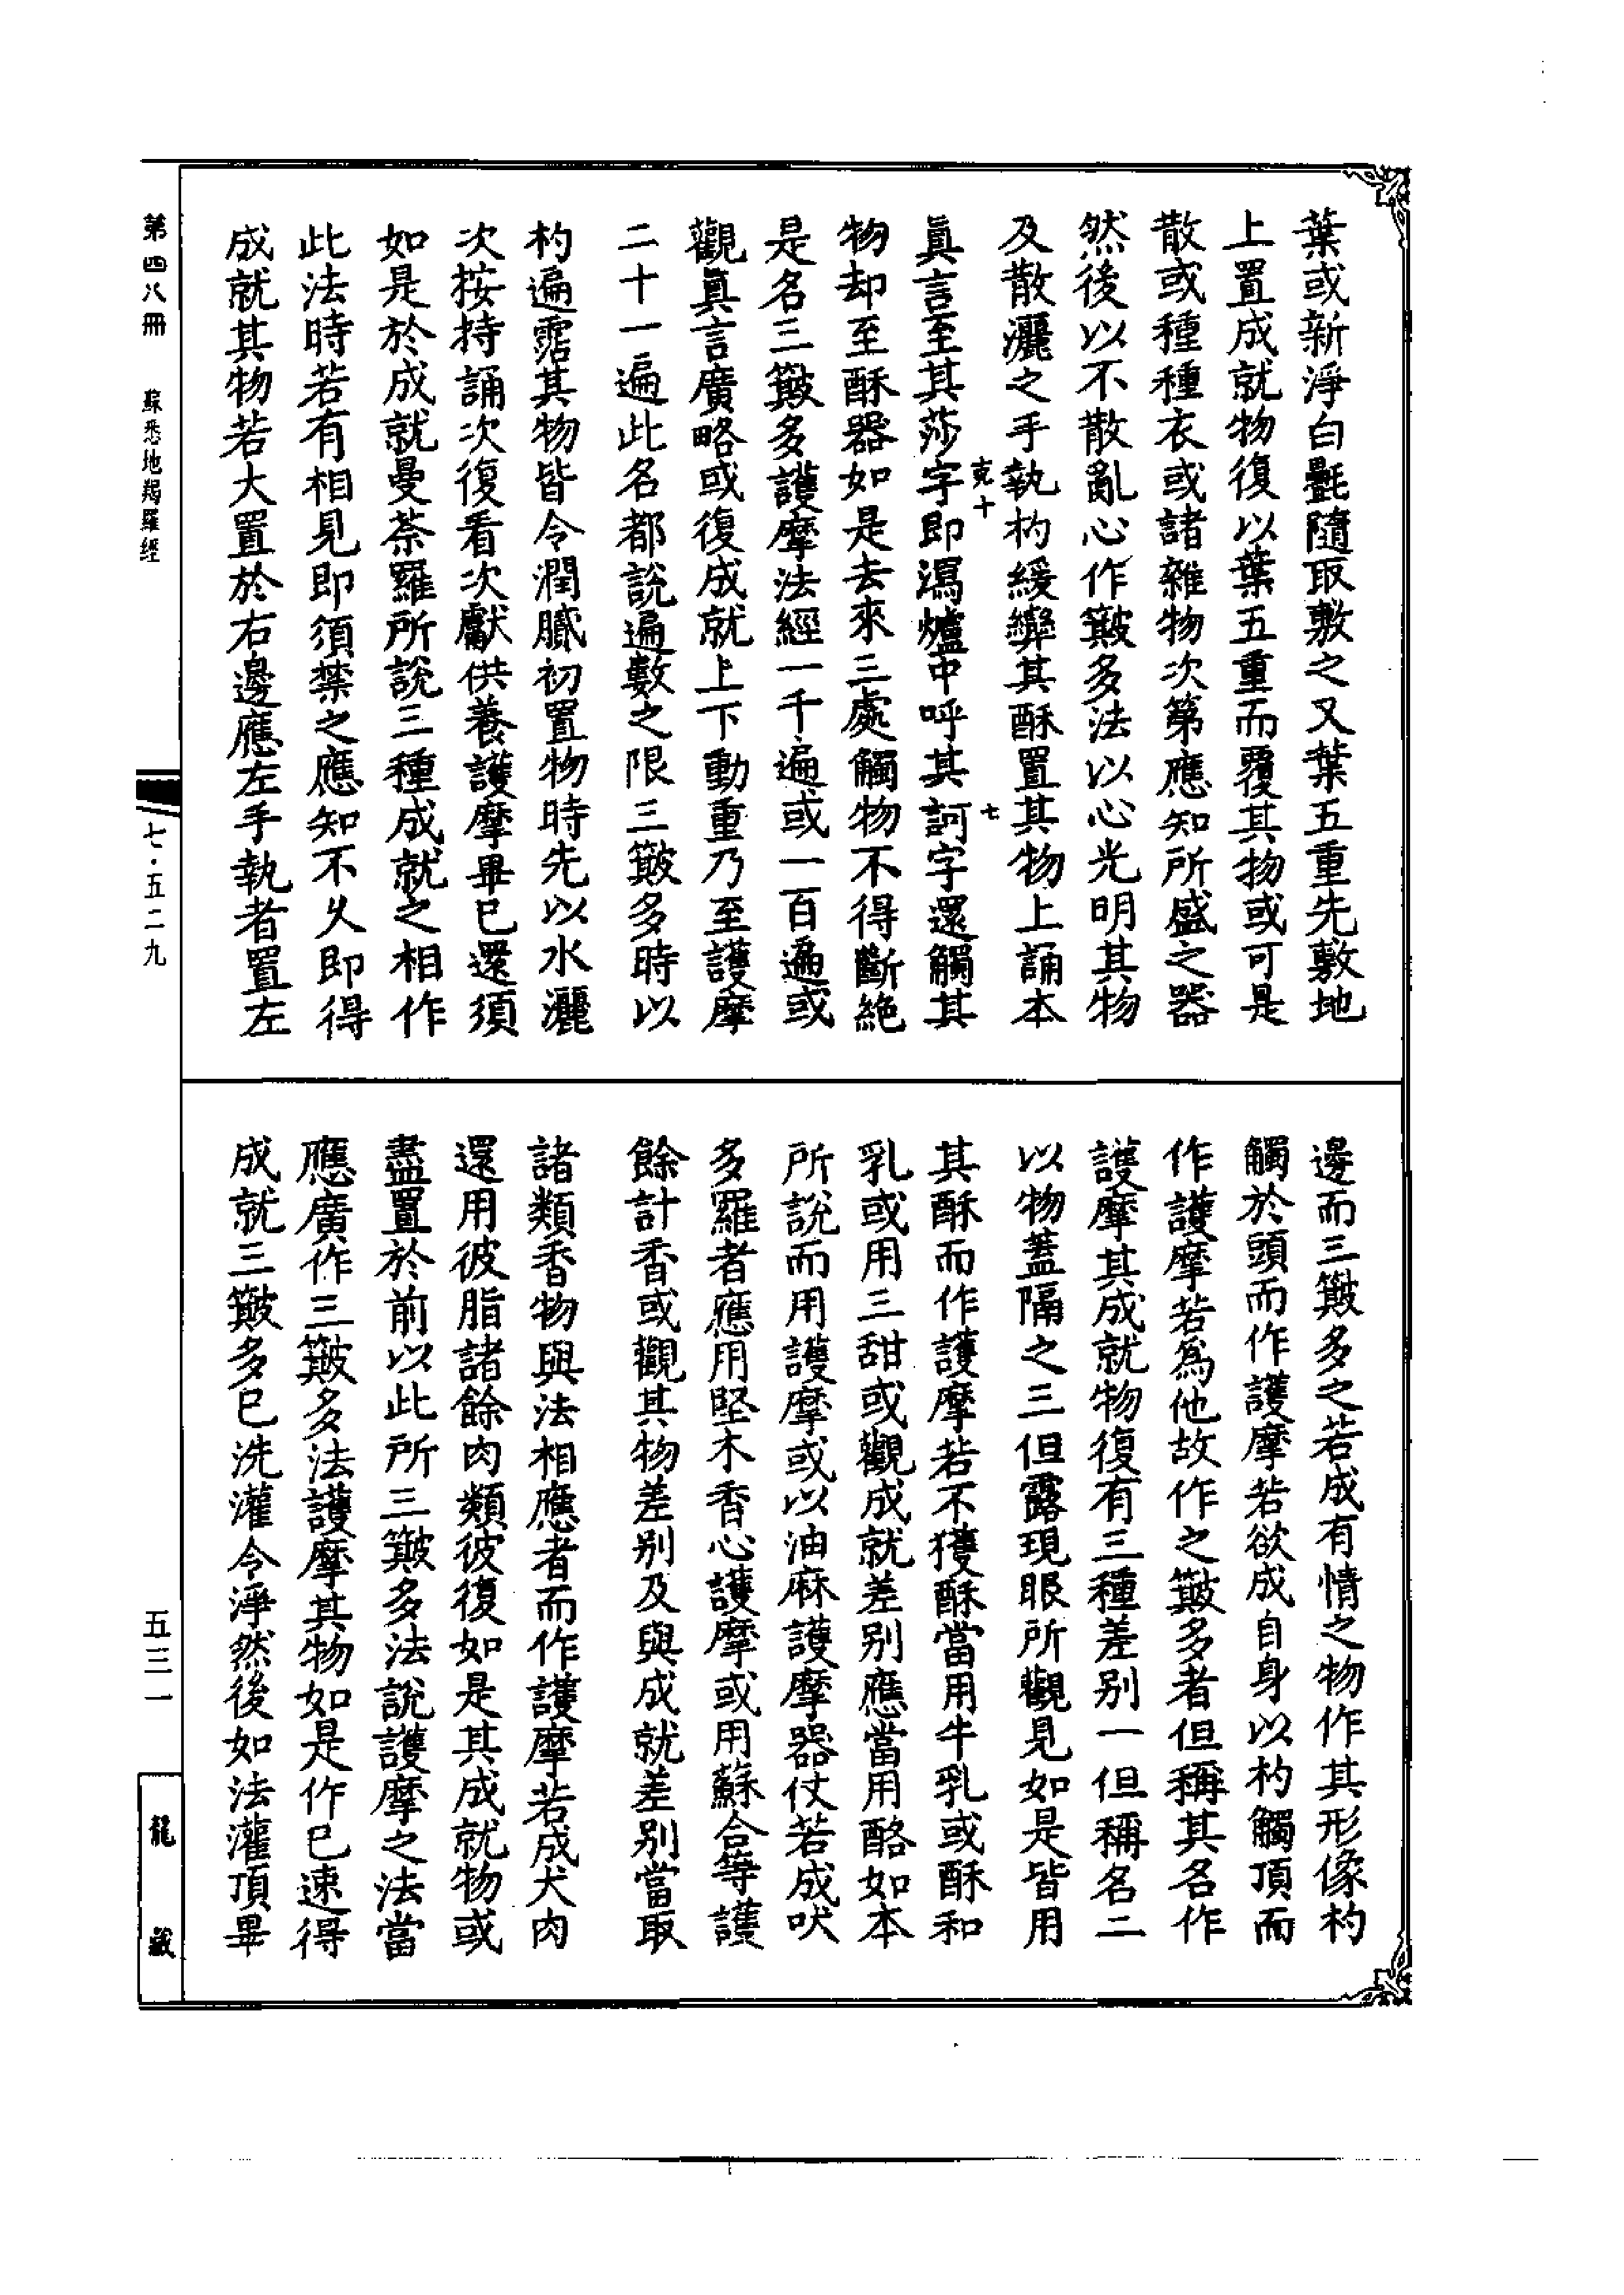 葉或新淨白㲲隨取敷之又葉五重先敷地
上置成就物復以葉五重而覆其物或可是
散或種種衣或諸雜物次第應知所盛之器
然後以不散亂心作簸多法以心光明其物
及散灑之手執杓緩攣其酥置其物上誦本
真言至其莎字即瀉爐中呼其訶字還觸其
克十
七
物却至酥器如是去來三處觸物不得斷絕
是名三簸多護摩法經一千遍或一百遍或
觀真言廣略或復成就上下動重乃至護摩
二十一遍此名都說遍數之限三簸多時以
杓遍霑其物皆令潤膩初置物時先以水灑
次按持誦次復看次獻供養護摩畢已還須
如是於成就曼荼羅所說三種成就之相作
此法時若有相見即須禁之應知不久即得
成就其物若大置於右邊應左手執者置左
邊而三簸多之若成有情之物作其形像杓
觸於頭而作護摩若欲成自身以杓觸頂而
作護摩若為他故作之簸多者但稱其名作
護摩其成就物復有三種差別一但稱名二
以物蓋隔之三但露現眼所觀見如是皆用
其酥而作護摩若不獲酥當用牛乳或酥和
乳或用三甜或觀成就差別應當用酪如本
所說而用護摩或以油麻護摩器仗若成吠
多羅者應用堅木香心護摩或用蘇合等護
餘計香或觀其物差別及與成就差別當取
諸類香物與法相應者而作護摩若成犬肉
還用彼脂諸餘肉類彼復如是其成就物或
盡置於前以此所三簸多法說護摩之法當
應廣作三簸多法護摩其物如是作已速得
成就三簸多已洗灌令淨然後如法灌頂畢
第四八冊
蘇悉地羯羅經
七·五二九
五三一
龍藏